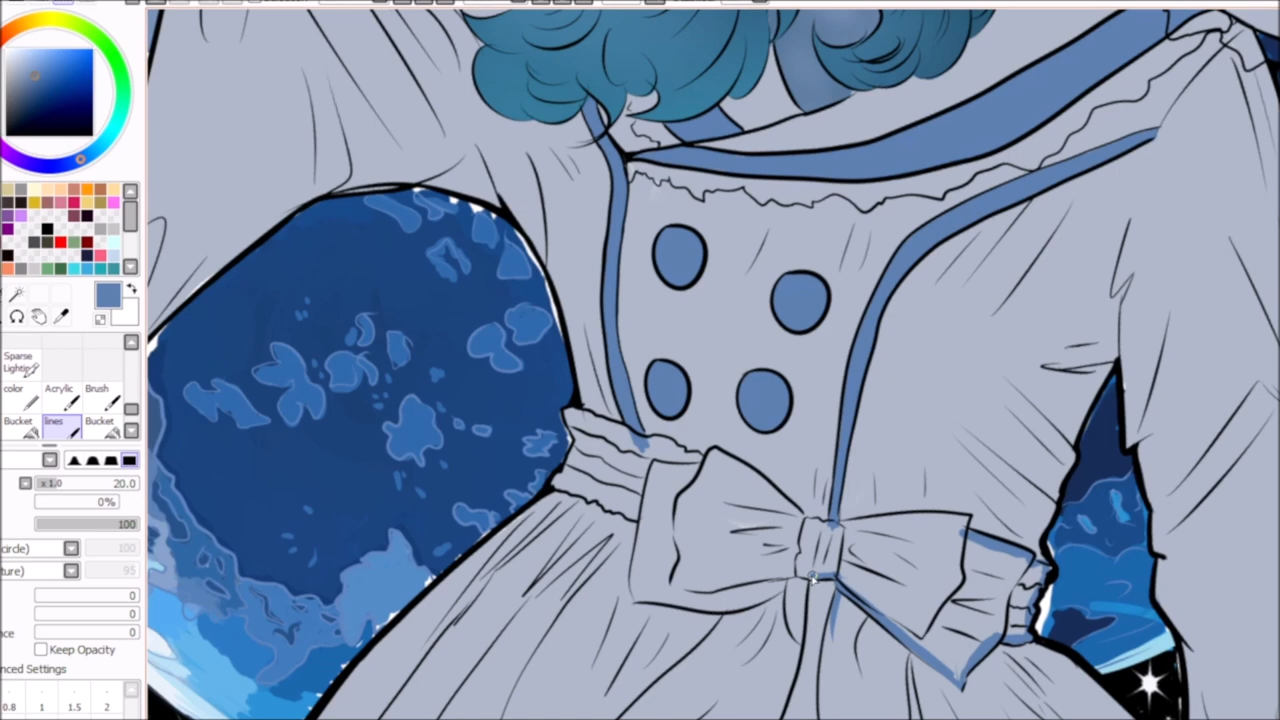 Sparse
Lighting
color Acrylic Brush
Bucket lines Bucket
x 1.0 20.0
0%
100
circle) 100
ture) 95
0
0
nce 0
Keep Opacity
nced Settings
0.8 1 1.5 2